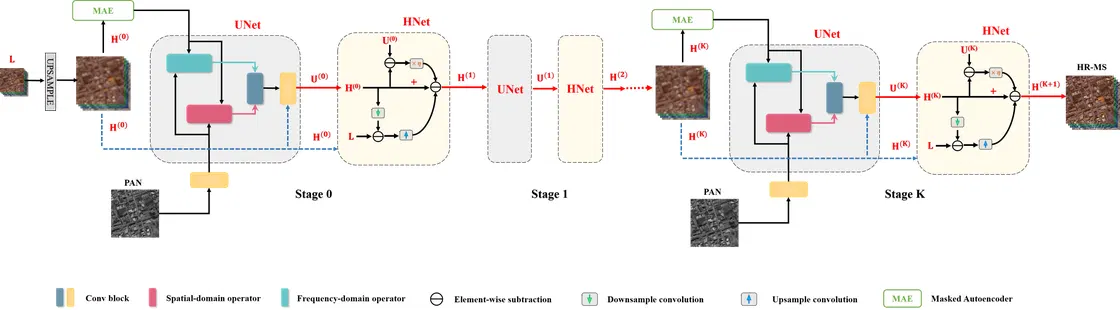 MAE
H(0)
L
UPSAMPLE
H(0)
PAN
UNet
U(0)
H(0)
Stage 0
HNet
U(0)
× η
H(0)
+
L
H(1)
UNet
U(1)
HNet
H(2)
Stage 1
MAE
H(K)
H(K)
PAN
UNet
U(K)
H(K)
Stage K
HNet
U(K)
× η
H(K)
+
L
H(K+1)
HR-MS
Conv block
Spatial-domain operator
Frequency-domain operator
Element-wise subtraction
Downsample convolution
Upsample convolution
MAE
Masked Autoencoder